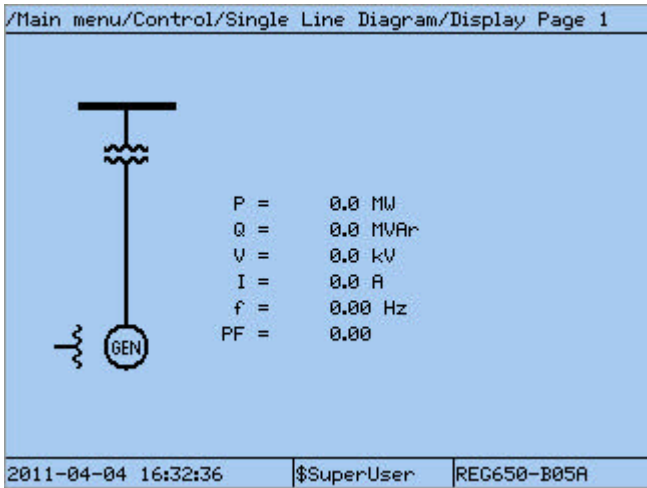 /Main menu/Control/Single Line Diagram/Display Page 1
P = 0.0 MW
Q = 0.0 MVAr
V = 0.0 kV
I = 0.0 A
f = 0.00 Hz
PF = 0.00
GEN
2011-04-04 16:32:36 $SuperUser REG650-B05A